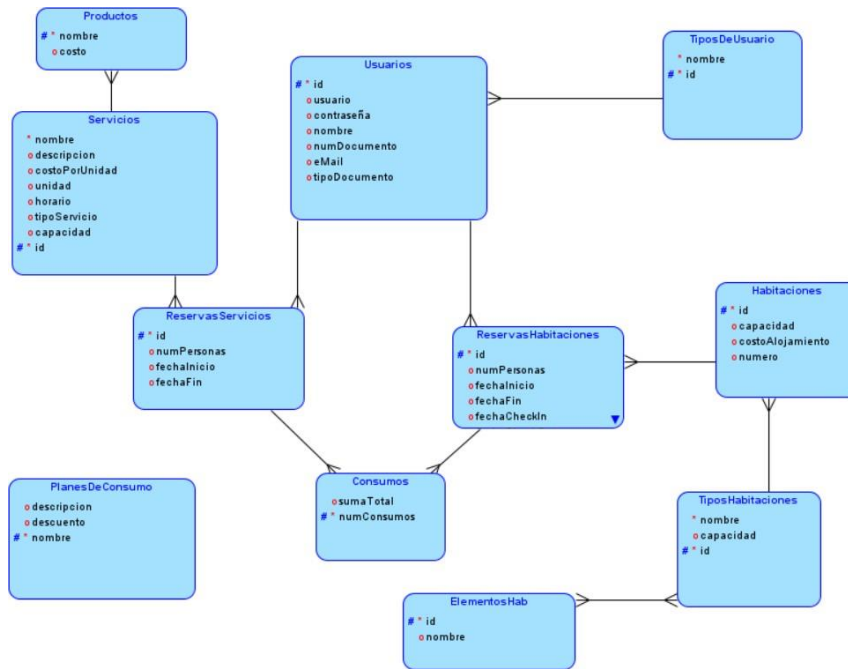 Productos
# * nombre
o costo
Servicios
* nombre
o descripcion
o costoPorUnidad
o unidad
o horario
o tipoServicio
o capacidad
# * id
Usuarios
# * id
o usuario
o contraseña
o nombre
o numDocumento
o eMail
o tipoDocumento
TiposDeUsuario
* nombre
# * id
ReservasServicios
# * id
o numPersonas
o fechaInicio
o fechaFin
ReservasHabitaciones
# * id
o numPersonas
o fechaInicio
o fechaFin
o fechaCheckIn
Habitaciones
# * id
o capacidad
o costoAlojamiento
o numero
PlanesDeConsumo
o descripcion
o descuento
# * nombre
Consumos
o sumaTotal
# * numConsumos
TiposHabitaciones
* nombre
o capacidad
# * id
ElementosHab
# * id
o nombre